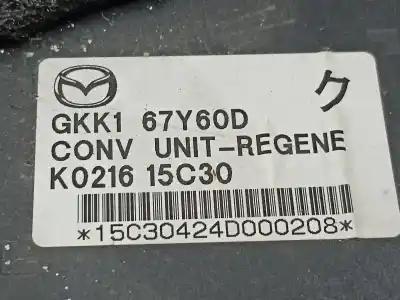 ク
GKK1 67Y60D
CONV UNIT-REGENE
K0216 15C30
*15C30424D000208*